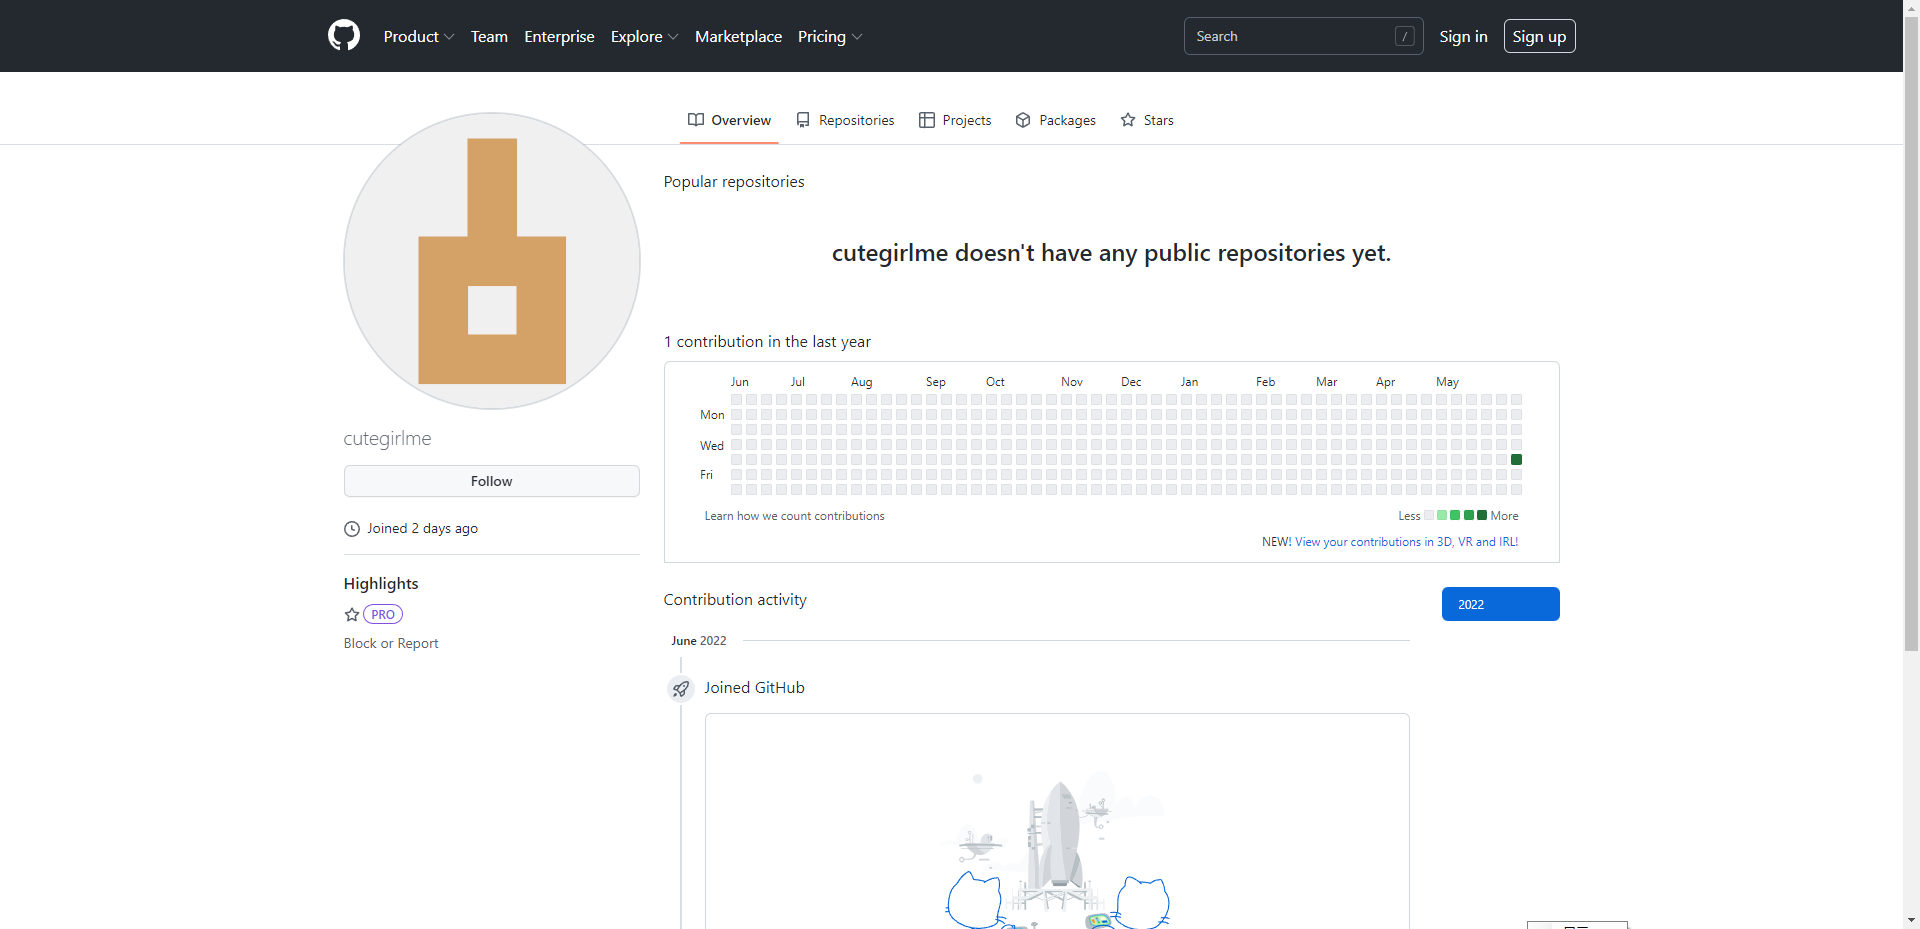 Product Team Enterprise Explore Marketplace Pricing Search / Sign in Sign up
Overview Repositories Projects Packages Stars
Popular repositories
cutegirlme doesn't have any public repositories yet.
1 contribution in the last year
Jun Jul Aug Sep Oct Nov Dec Jan Feb Mar Apr May
Mon
Wed
Fri
Learn how we count contributions Less More
NEW! View your contributions in 3D, VR and IRL!
cutegirlme
Follow
Joined 2 days ago
Highlights
PRO
Block or Report
Contribution activity 2022
June 2022
Joined GitHub